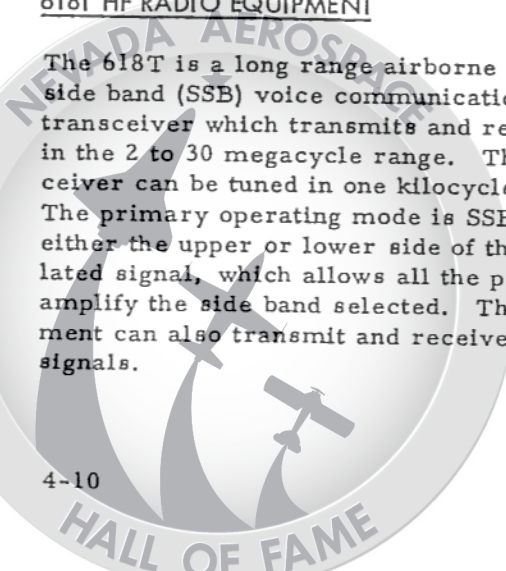 618T HF RADIO EQUIPMENT
NEVADA AEROSPACE
The 618T is a long range airborne
side band (SSB) voice communicatio
transceiver which transmits and re
in the 2 to 30 megacycle range. Th
ceiver can be tuned in one kilocycle
The primary operating mode is SSB
either the upper or lower side of th
lated signal, which allows all the p
amplify the side band selected. Th
ment can also transmit and receive
signals.
4-10
HALL OF FAME